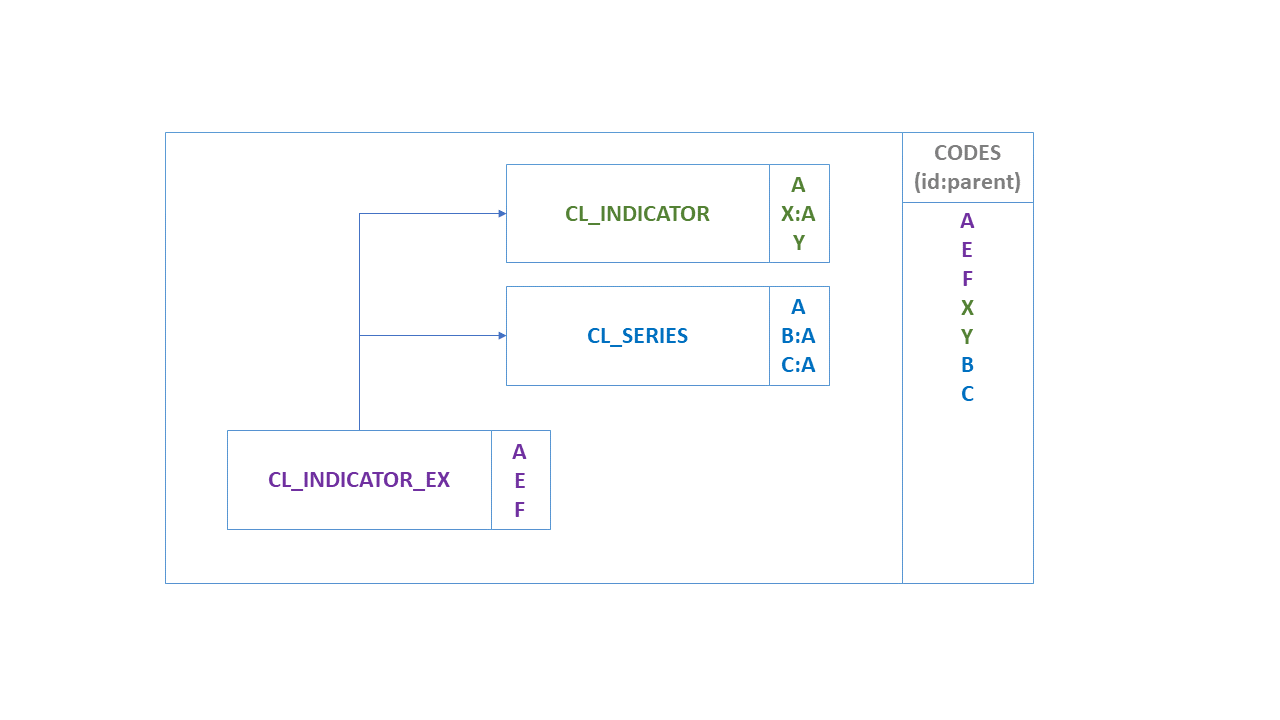 CODES
(id:parent)
CL_INDICATOR
A
X:A
Y
CL_SERIES
A
B:A
C:A
CL_INDICATOR_EX
A
E
F
A
E
F
X
Y
B
C